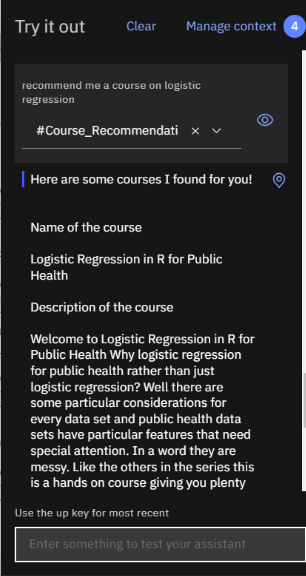 Try it out Clear Manage context 4
recommend me a course on logistic
regression
#Course_Recommendati
Here are some courses I found for you!
Name of the course
Logistic Regression in R for Public
Health
Description of the course
Welcome to Logistic Regression in R for
Public Health Why logistic regression
for public health rather than just
logistic regression? Well there are
some particular considerations for
every data set and public health data
sets have particular features that need
special attention. In a word they are
messy. Like the others in the series this
is a hands on course giving you plenty
Use the up key for most recent
Enter something to test your assistant